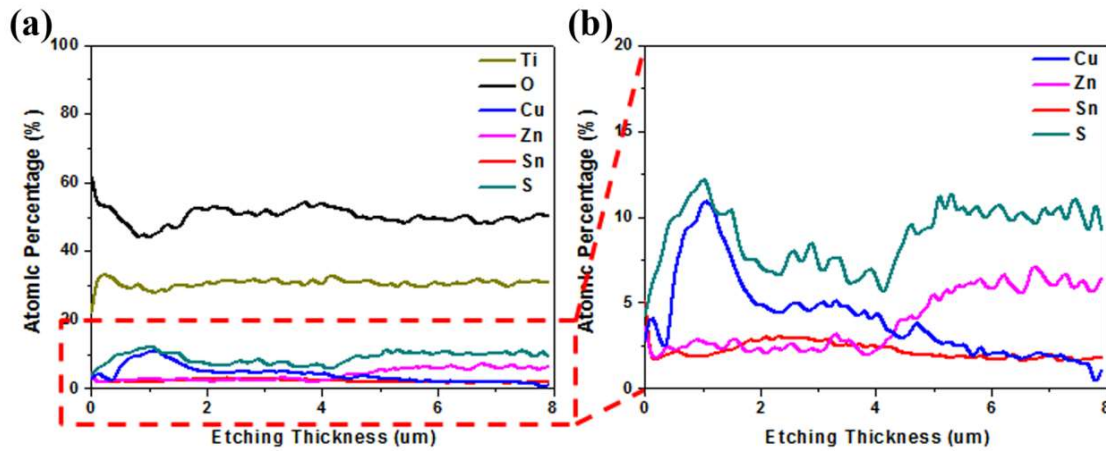 (a)
100
80
60
40
20
0
Atomic Percentage (%)
Ti
O
Cu
Zn
Sn
S
0 2 4 6 8
Etching Thickness (um)
(b)
20
15
10
5
0
Atomic Percentage (%)
Cu
Zn
Sn
S
0 2 4 6 8
Etching Thickness (um)